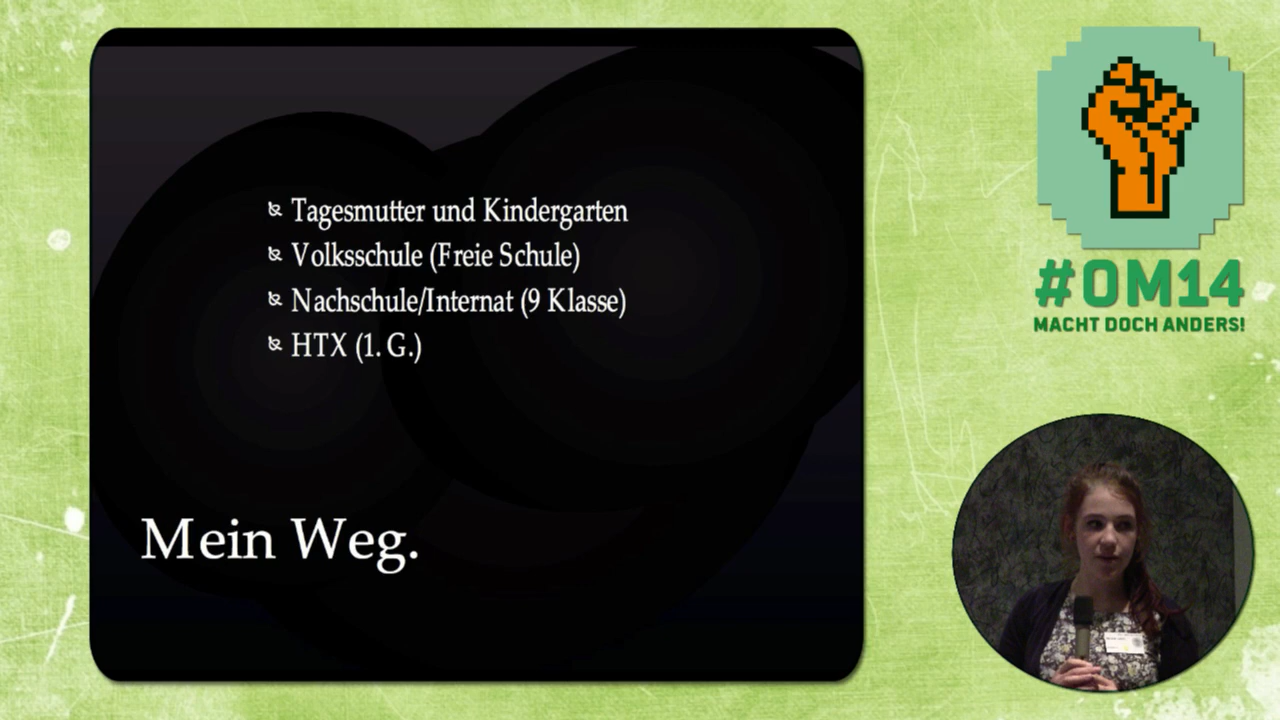 Tagesmutter und Kindergarten
Volksschule (Freie Schule)
Nachschule/Internat (9 Klasse)
HTX (1. G.)
Mein Weg.
#OM14
MACHT DOCH ANDERS!